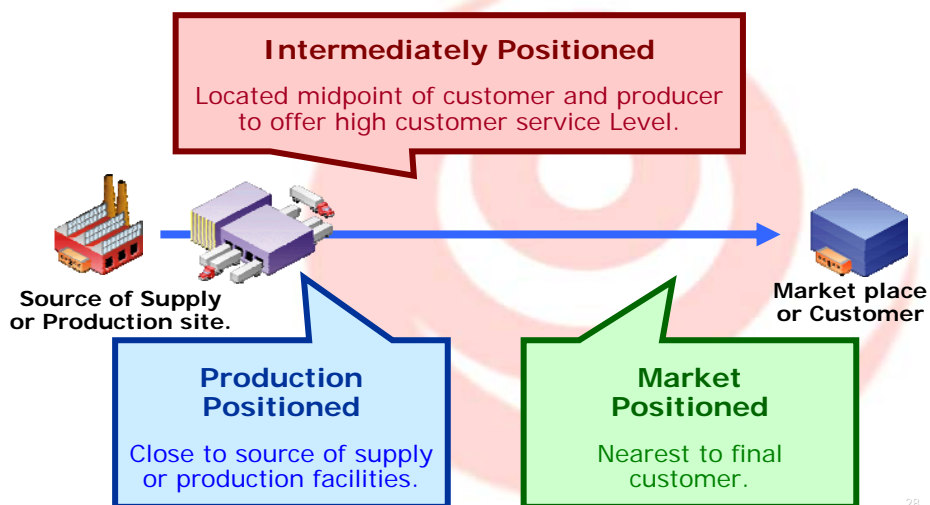 Intermediately Positioned
Located midpoint of customer and producer
to offer high customer service Level.
Source of Supply
or Production site.
Market place
or Customer
Production
Positioned
Close to source of supply
or production facilities.
Market
Positioned
Nearest to final
customer.
28